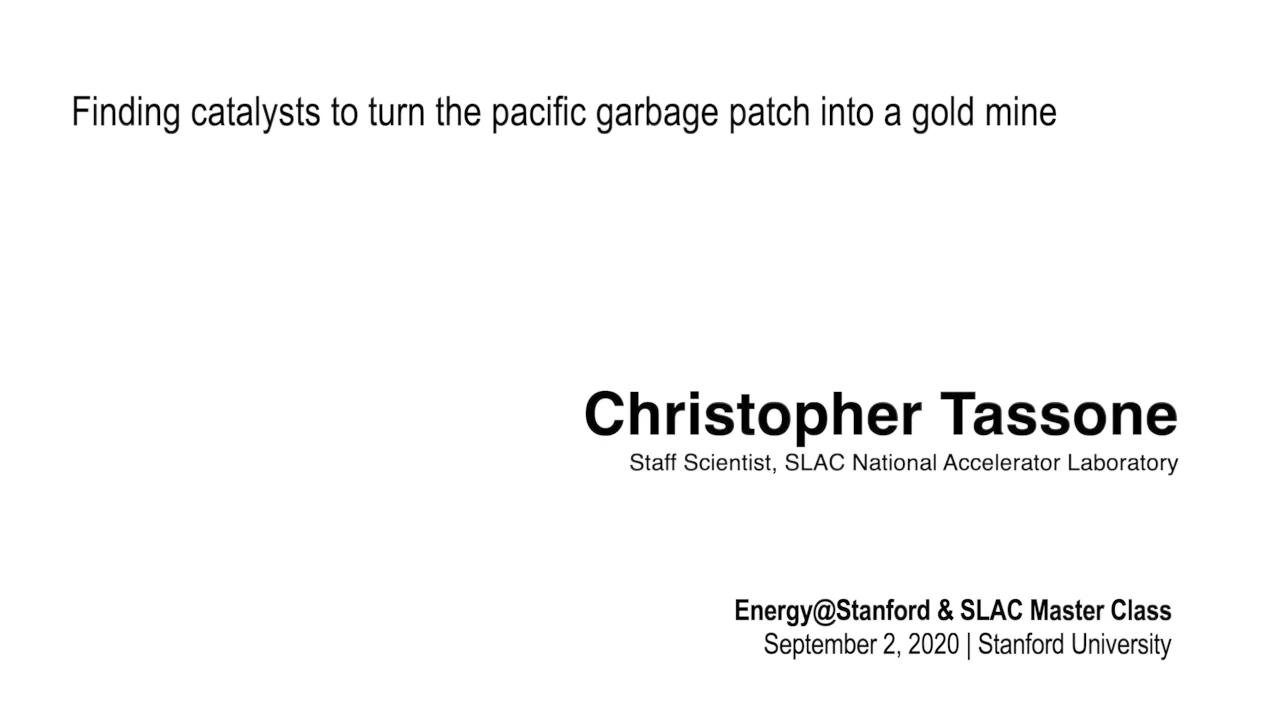 Finding catalysts to turn the pacific garbage patch into a gold mine
Christopher Tassone
Staff Scientist, SLAC National Accelerator Laboratory
Energy@Stanford & SLAC Master Class
September 2, 2020 | Stanford University